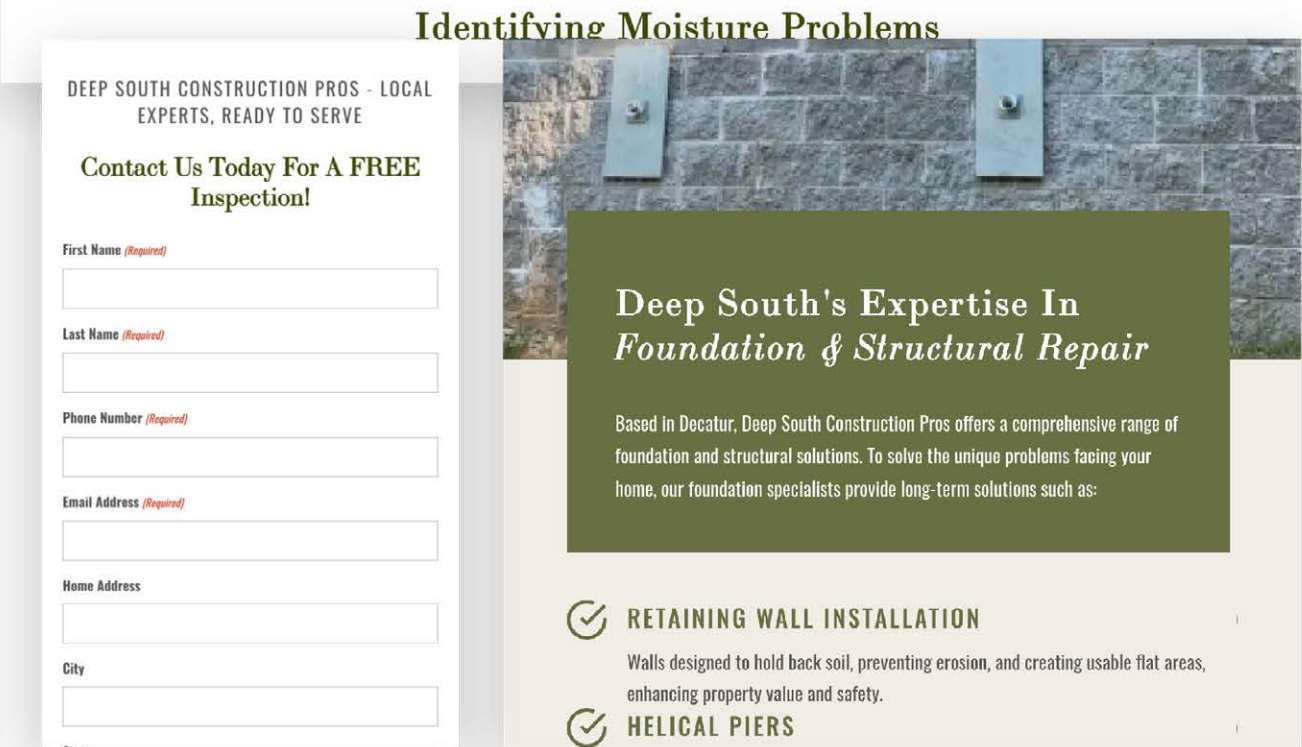 Identifying Moisture Problems
DEEP SOUTH CONSTRUCTION PROS - LOCAL
EXPERTS, READY TO SERVE
Contact Us Today For A FREE
Inspection!
First Name (Required)
Last Name (Required)
Phone Number (Required)
Email Address (Required)
Home Address
City
Deep South's Expertise In
Foundation & Structural Repair
Based in Decatur, Deep South Construction Pros offers a comprehensive range of
foundation and structural solutions. To solve the unique problems facing your
home, our foundation specialists provide long-term solutions such as:
RETAINING WALL INSTALLATION
Walls designed to hold back soil, preventing erosion, and creating usable flat areas,
enhancing property value and safety.
HELICAL PIERS